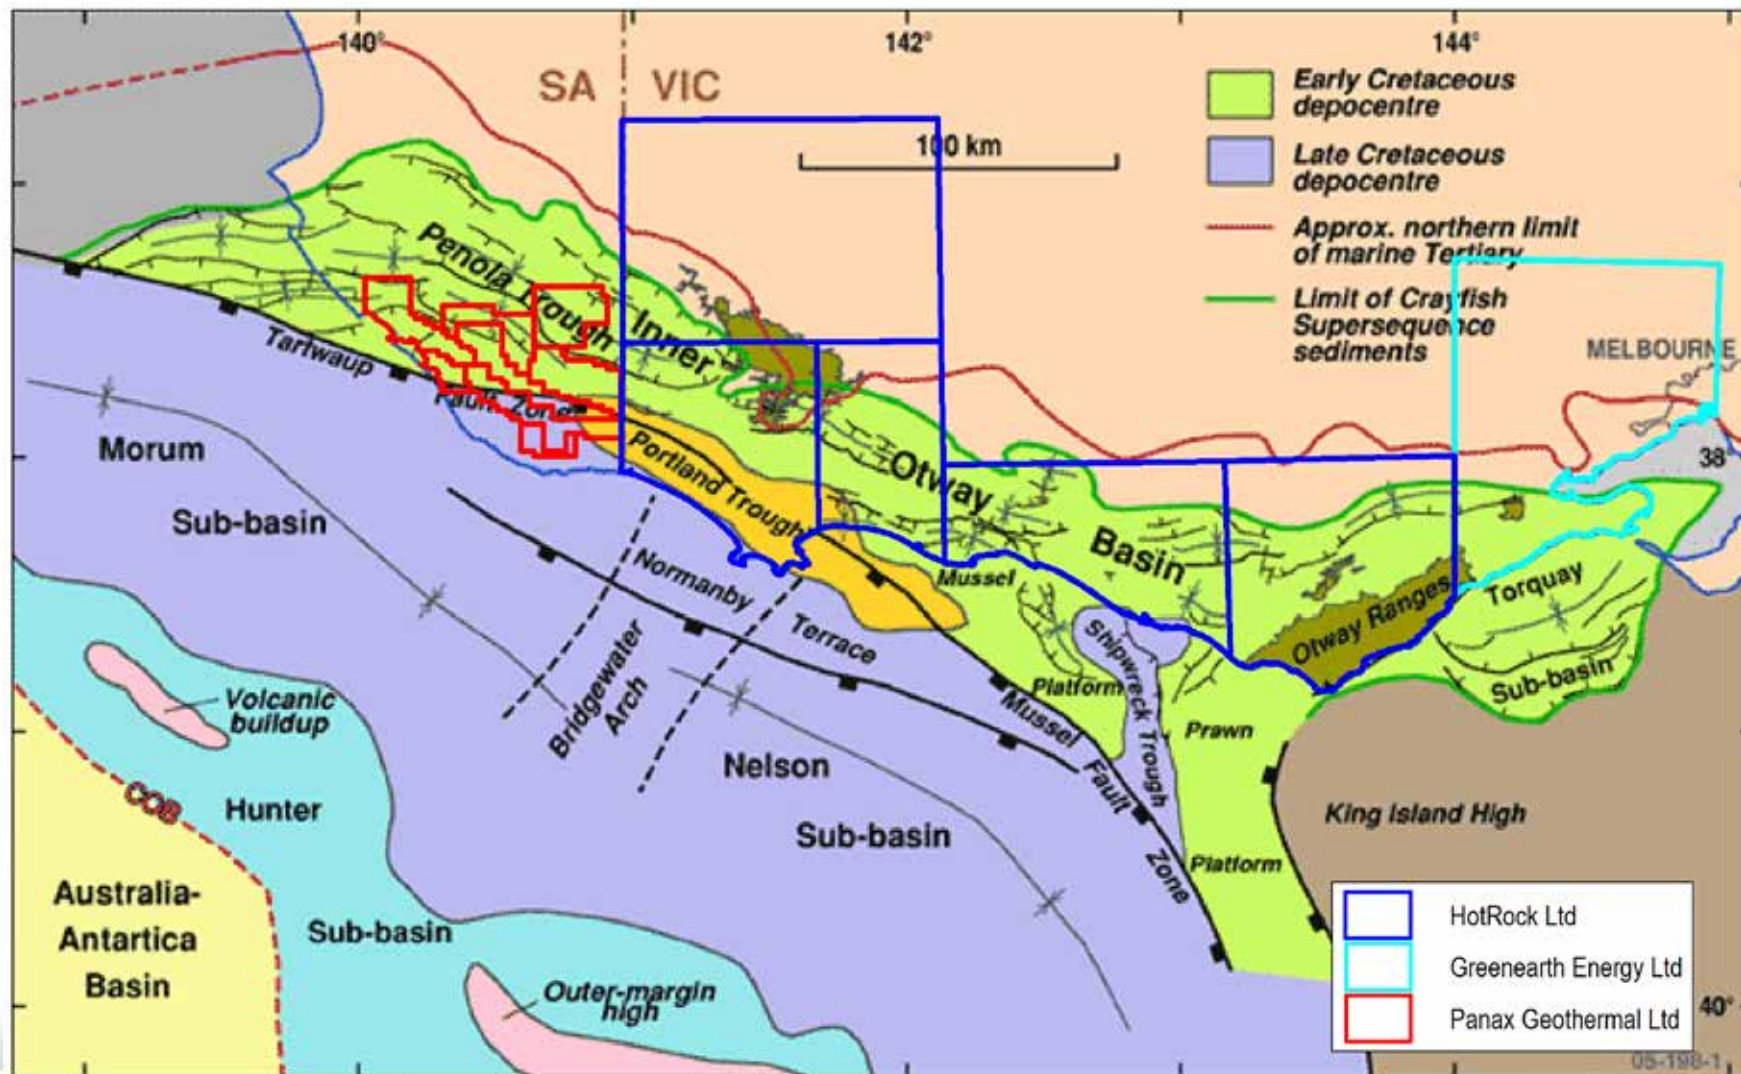 140°
142°
144°
SA
VIC
100 km
Early Cretaceous
depocentre
Late Cretaceous
depocentre
Approx. northern limit
of marine Tertiary
Limit of Crayfish
Supersequence
sediments
MELBOURNE
38
Penola Trough
Inner
Otway
Basin
Tartwaup
Fault Zone
Portland Trough
Morum
Sub-basin
Normanby
Terrace
Bridgewater
Arch
Mussel
Platform
Shipwreck Trough
Otway Ranges
Torquay
Sub-basin
Mussel
Fault
Zone
Prawn
Platform
King Island High
Nelson
Sub-basin
Volcanic
buildup
COB
Hunter
Sub-basin
Outer-margin
high
Australia-
Antartica
Basin
HotRock Ltd
Greenearth Energy Ltd
Panax Geothermal Ltd
40°
05-198-1